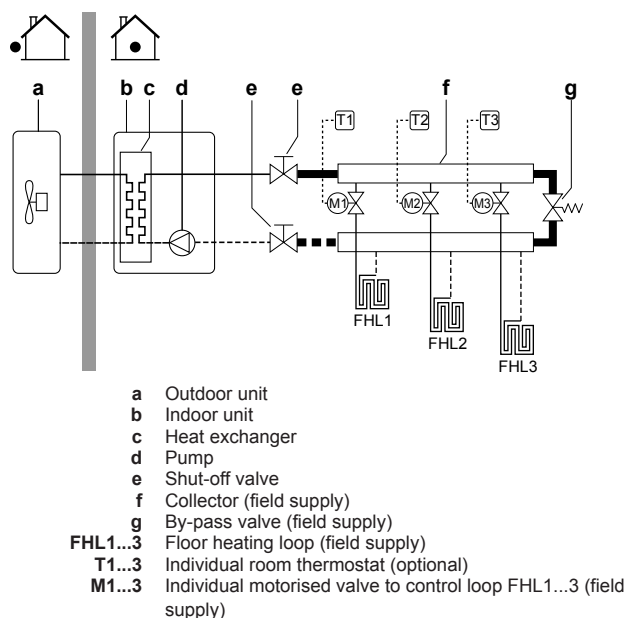 a b c d e e f g
T1 T2 T3
M1 M2 M3
FHL1
FHL2
FHL3
a Outdoor unit
b Indoor unit
c Heat exchanger
d Pump
e Shut-off valve
f Collector (field supply)
g By-pass valve (field supply)
FHL1...3 Floor heating loop (field supply)
T1...3 Individual room thermostat (optional)
M1...3 Individual motorised valve to control loop FHL1...3 (field
supply)